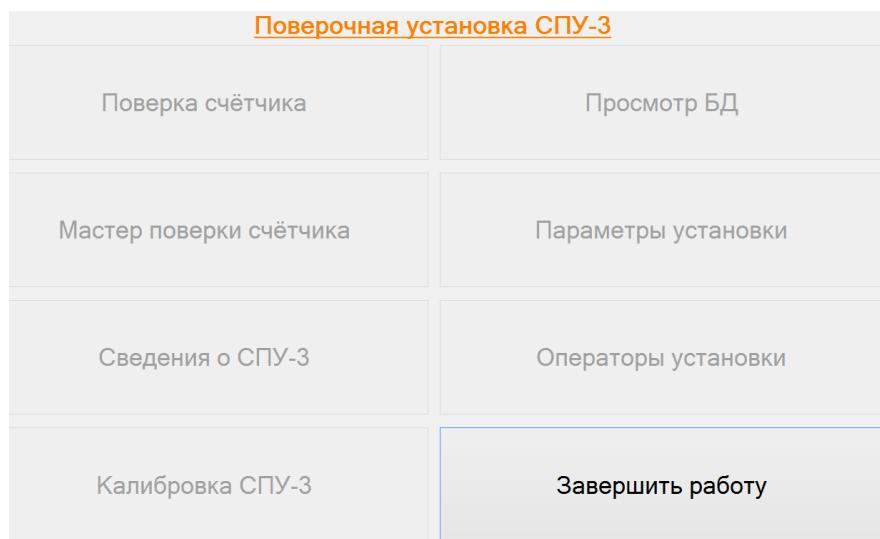 Поверочная установка СПУ-3
Поверка счётчика
Просмотр БД
Мастер поверки счётчика
Параметры установки
Сведения о СПУ-3
Операторы установки
Калибровка СПУ-3
Завершить работу